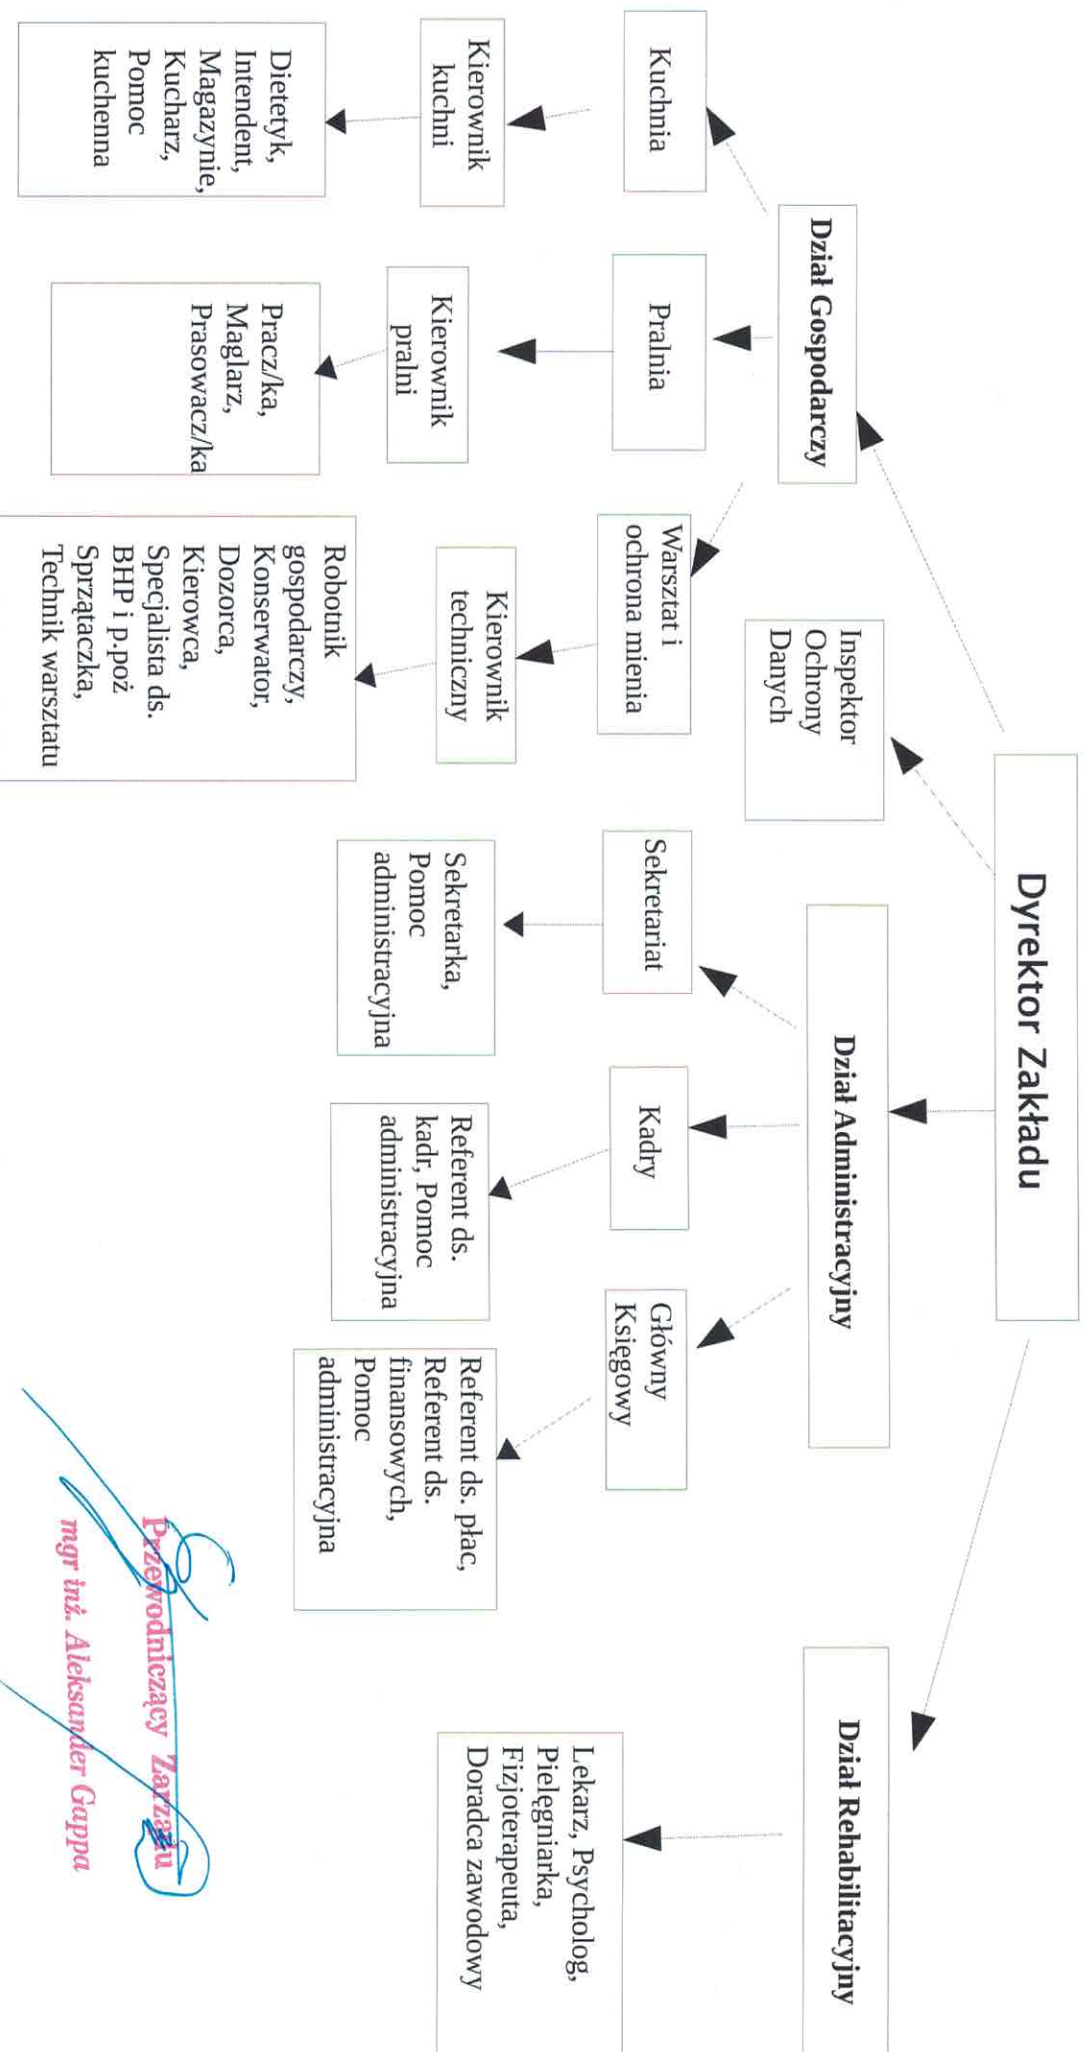 Dyrektor Zakładu
Dział Gospodarczy
Inspektor
Ochrony
Danych
Dział Administracyjny
Dział Rehabilitacyjny
Kuchnia
Pralnia
Warsztat i
ochrona mienia
Sekretariat
Kadry
Główny
Księgowy
Lekarz, Psycholog,
Pielęgniarka,
Fizjoterapeuta,
Doradca zawodowy
Kierownik
kuchni
Kierownik
pralni
Kierownik
techniczny
Sekretarka,
Pomoc
administracyjna
Referent ds.
kadr, Pomoc
administracyjna
Referent ds. płac,
Referent ds.
finansowych,
Pomoc
administracyjna
Dietetyk,
Intendent,
Magazynie,
Kucharz,
Pomoc
kuchenna
Pracz/ka,
Maglarz,
Prasowacz/ka
Robotnik
gospodarczy,
Konserwator,
Dozorca,
Kierowca,
Specjalista ds.
BHP i p.poż
Sprzątaczka,
Technik warsztatu
Przewodniczący Zarządu
mgr inż. Aleksander Gappa